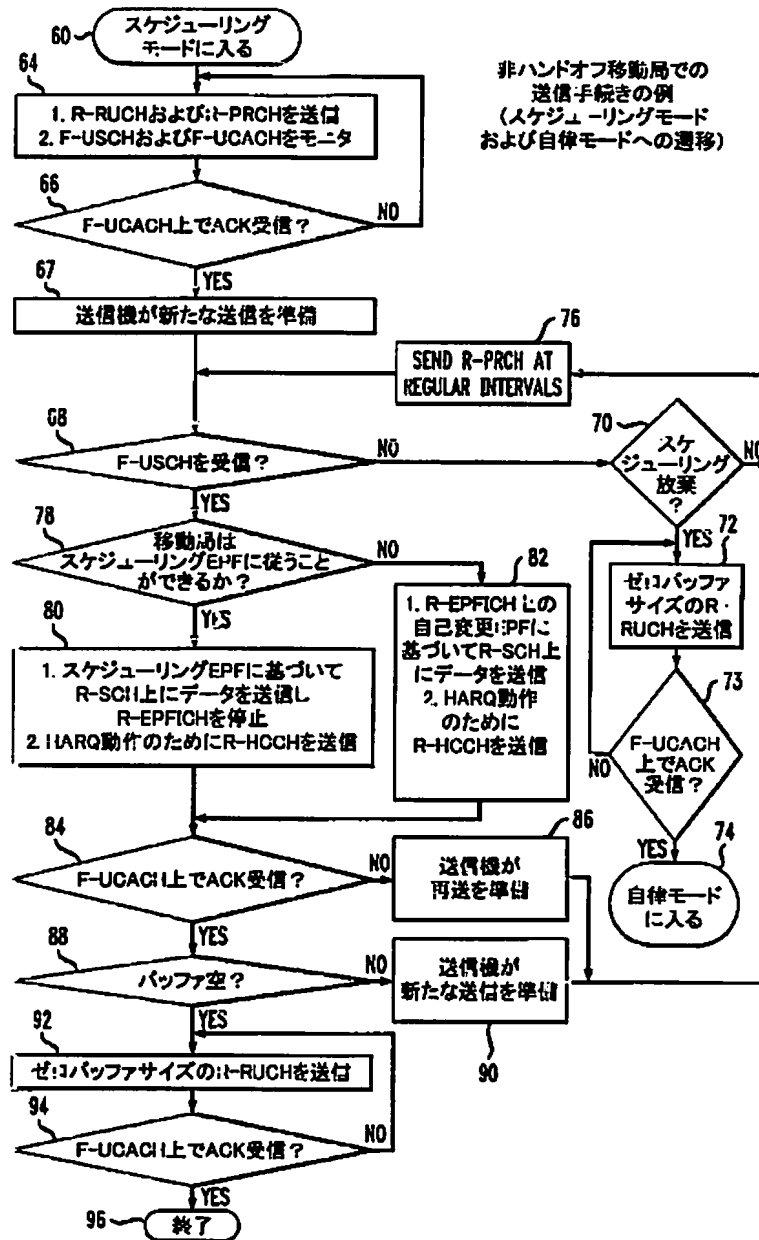 60
スケジューリング
モードに入る
非ハンドオフ移動局での
送信手続きの例
(スケジューリングモード
および自律モードへの遷移)
64
1. R-RUCHおよびR-PRCHを送信
2. F-USCHおよびF-UCACHをモニタ
66
F-UCACH上でACK受信?
NO
YES
67
送信機が新たな送信を準備
76
SEND R-PRCH AT
REGULAR INTERVALS
68
F-USCHを受信?
NO
YES
70
スケ
ジューリング
放棄
?
NO
YES
72
ゼロバッファ
サイズのR-
RUCHを送信
73
F-UCACH
上でACK
受信?
NO
YES
74
自律モード
に入る
78
移動局は
スケジューリングEPFに従うこと
ができるか?
NO
YES
80
1. スケジューリングEPFに基づいて
R-SCH上にデータを送信し
R-EPFICHを停止
2. HARQ動作のためにR-HCCHを送信
82
1. R-EPFICH上の
自己変更EPFに
基づいてR-SCH上
にデータを送信
2. HARQ動作
のために
R-HCCHを送信
84
F-UCACH上でACK受信?
NO
YES
86
送信機が
再送を準備
88
バッファ空?
NO
YES
送信機が
新たな送信を準備
90
92
ゼロバッファサイズのR-RUCHを送信
94
F-UCACH上でACK受信?
NO
YES
96
終了